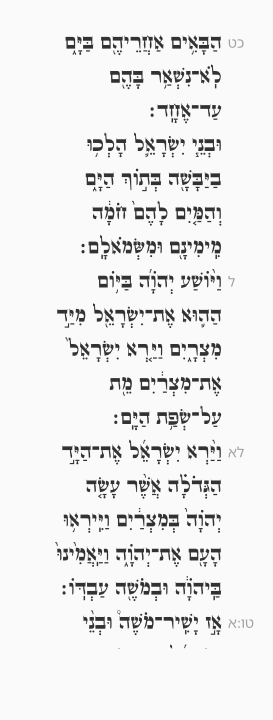 כט הַבָּאִ֥ים אַחֲרֵיהֶ֖ם בַּיָּ֑ם
לֹֽא־נִשְׁאַ֥ר בָּהֶ֖ם
עַד־אֶחָֽד׃
וּבְנֵ֧י יִשְׂרָאֵ֛ל הָלְכ֥וּ
בַיַּבָּשָׁ֖ה בְּת֣וֹךְ הַיָּ֑ם
וְהַמַּ֤יִם לָהֶם֙ חֹמָ֔ה
מִֽימִינָ֖ם וּמִשְּׂמֹאלָֽם׃
ל וַיּ֨וֹשַׁע יְהוָ֜ה בַּיּ֥וֹם
הַה֛וּא אֶת־יִשְׂרָאֵ֖ל מִיַּ֣ד
מִצְרָ֑יִם וַיַּ֤רְא יִשְׂרָאֵל֙
אֶת־מִצְרַ֔יִם מֵ֖ת
עַל־שְׂפַ֥ת הַיָּֽם׃
לא וַיַּ֨רְא יִשְׂרָאֵ֜ל אֶת־הַיָּ֣ד
הַגְּדֹלָ֗ה אֲשֶׁ֨ר עָשָׂ֤ה
יְהוָה֙ בְּמִצְרַ֔יִם וַיִּֽירְא֥וּ
הָעָ֖ם אֶת־יְהוָ֑ה וַיַּֽאֲמִ֙ינוּ֙
בַּֽיהוָ֔ה וּבְמֹשֶׁ֖ה עַבְדּֽוֹ׃
טו:א אָ֣ז יָשִֽׁיר־מֹשֶׁה֩ וּבְנֵ֨י